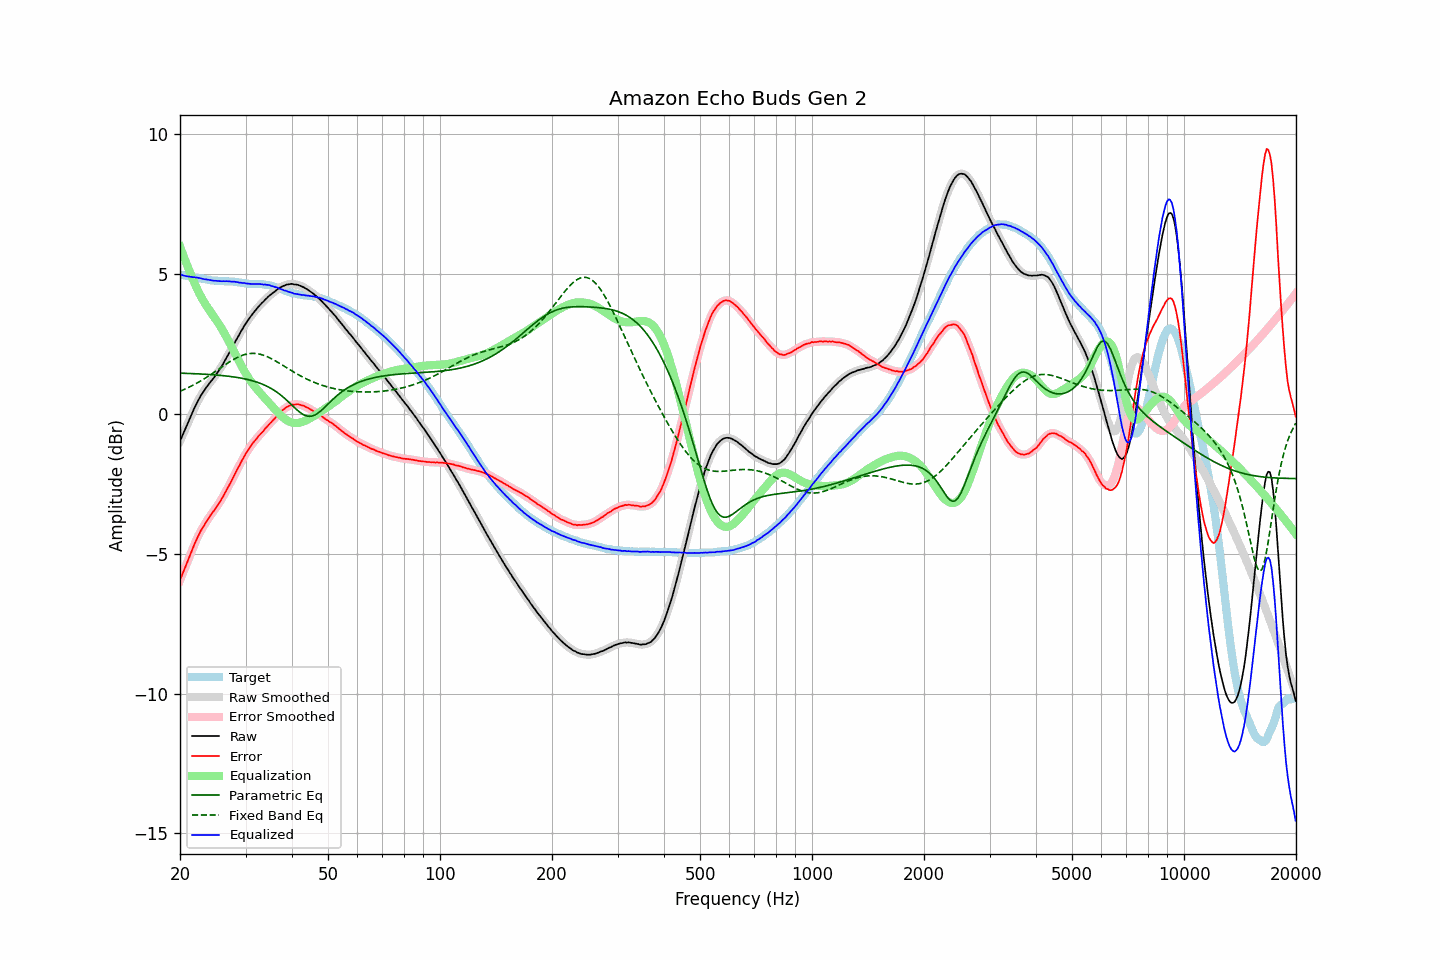 Amazon Echo Buds Gen 2
10
5
0
−5
−10
−15
Amplitude (dBr)
Target
Raw Smoothed
Error Smoothed
Raw
Error
Equalization
Parametric Eq
Fixed Band Eq
Equalized
20 50 100 200 500 1000 2000 5000 10000 20000
Frequency (Hz)